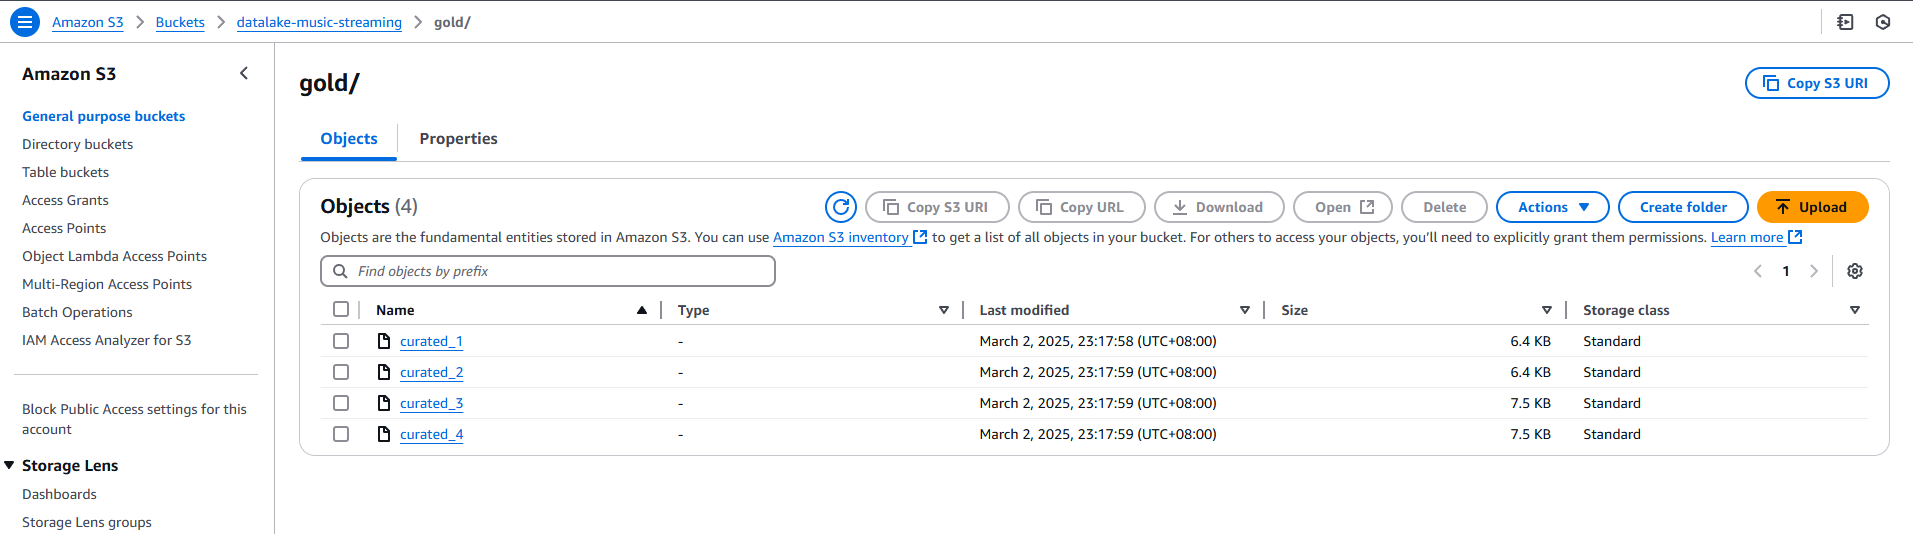 Amazon S3 > Buckets > datalake-music-streaming > gold/
Amazon S3
General purpose buckets
Directory buckets
Table buckets
Access Grants
Access Points
Object Lambda Access Points
Multi-Region Access Points
Batch Operations
IAM Access Analyzer for S3
Block Public Access settings for this
account
Storage Lens
Dashboards
Storage Lens groups
gold/
Copy S3 URI
Objects
Properties
Objects (4)
Copy S3 URI
Copy URL
Download
Open
Delete
Actions
Create folder
Upload
Objects are the fundamental entities stored in Amazon S3. You can use Amazon S3 inventory to get a list of all objects in your bucket. For others to access your objects, you’ll need to explicitly grant them permissions. Learn more
Find objects by prefix
1
Name Type Last modified Size Storage class
curated_1 - March 2, 2025, 23:17:58 (UTC+08:00) 6.4 KB Standard
curated_2 - March 2, 2025, 23:17:59 (UTC+08:00) 6.4 KB Standard
curated_3 - March 2, 2025, 23:17:59 (UTC+08:00) 7.5 KB Standard
curated_4 - March 2, 2025, 23:17:59 (UTC+08:00) 7.5 KB Standard